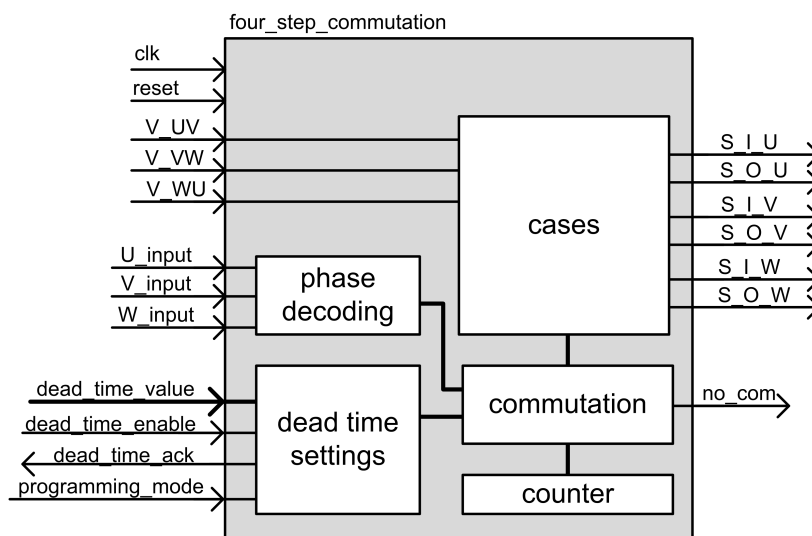 four_step_commutation
clk
reset
V_UV
V_VW
V_WU
S_I_U
S_O_U
S_I_V
S_O_V
S_I_W
S_O_W
cases
U_input
V_input
W_input
phase
decoding
dead_time_value
dead_time_enable
dead_time_ack
programming_mode
dead time
settings
commutation
no_com
counter